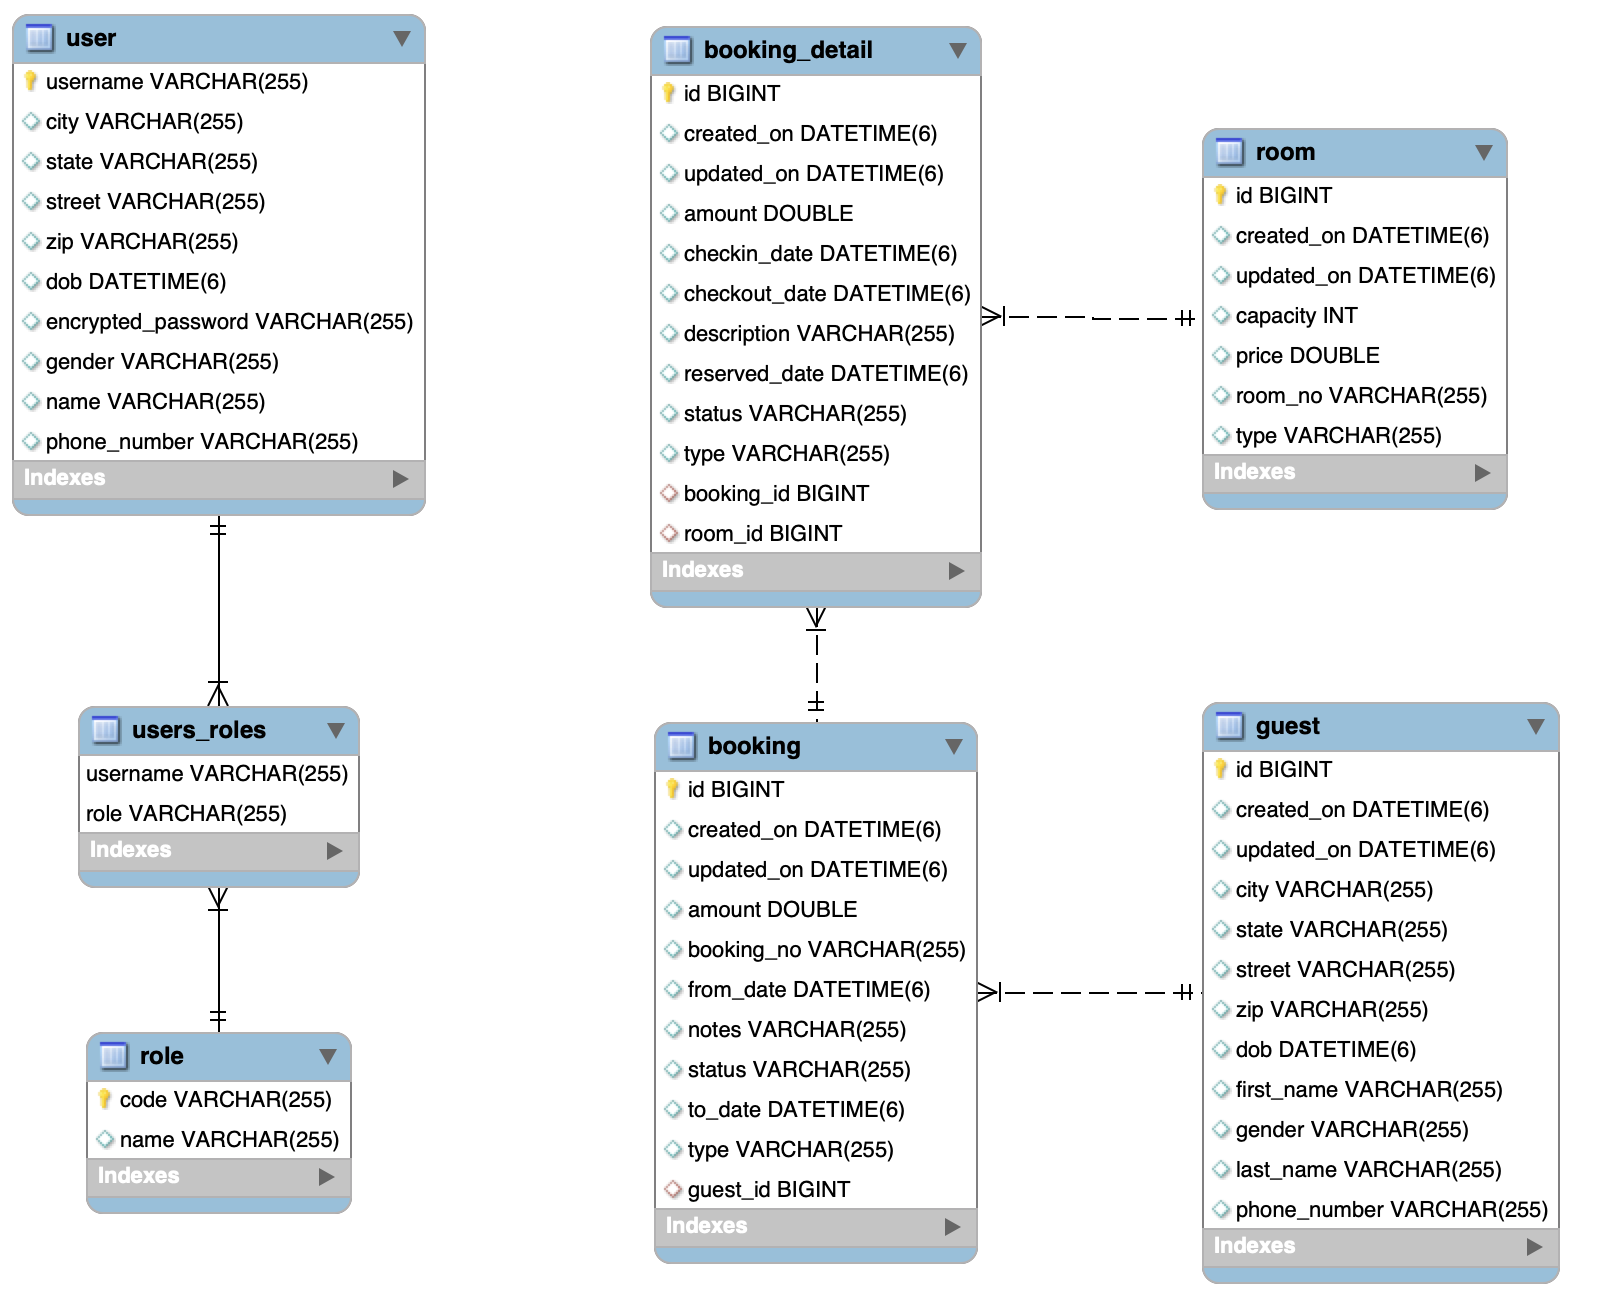 user
username VARCHAR(255)
city VARCHAR(255)
state VARCHAR(255)
street VARCHAR(255)
zip VARCHAR(255)
dob DATETIME(6)
encrypted_password VARCHAR(255)
gender VARCHAR(255)
name VARCHAR(255)
phone_number VARCHAR(255)
Indexes
users_roles
username VARCHAR(255)
role VARCHAR(255)
Indexes
role
code VARCHAR(255)
name VARCHAR(255)
Indexes
booking_detail
id BIGINT
created_on DATETIME(6)
updated_on DATETIME(6)
amount DOUBLE
checkin_date DATETIME(6)
checkout_date DATETIME(6)
description VARCHAR(255)
reserved_date DATETIME(6)
status VARCHAR(255)
type VARCHAR(255)
booking_id BIGINT
room_id BIGINT
Indexes
booking
id BIGINT
created_on DATETIME(6)
updated_on DATETIME(6)
amount DOUBLE
booking_no VARCHAR(255)
from_date DATETIME(6)
notes VARCHAR(255)
status VARCHAR(255)
to_date DATETIME(6)
type VARCHAR(255)
guest_id BIGINT
Indexes
room
id BIGINT
created_on DATETIME(6)
updated_on DATETIME(6)
capacity INT
price DOUBLE
room_no VARCHAR(255)
type VARCHAR(255)
Indexes
guest
id BIGINT
created_on DATETIME(6)
updated_on DATETIME(6)
city VARCHAR(255)
state VARCHAR(255)
street VARCHAR(255)
zip VARCHAR(255)
dob DATETIME(6)
first_name VARCHAR(255)
gender VARCHAR(255)
last_name VARCHAR(255)
phone_number VARCHAR(255)
Indexes